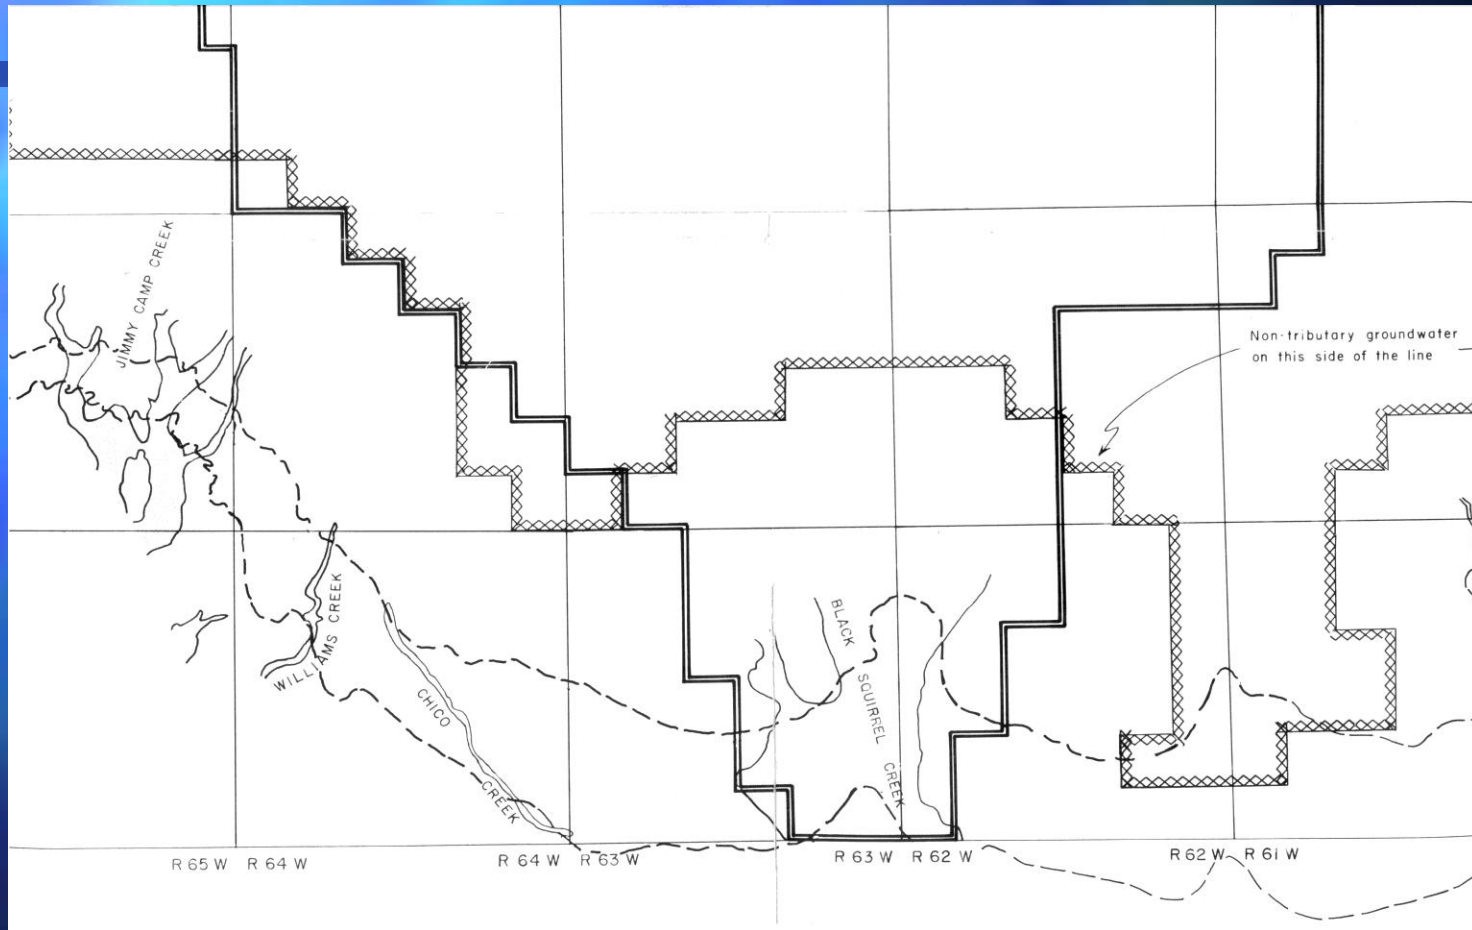 JIMMY CAMP CREEK
Non-tributary groundwater
on this side of the line
WILLIAMS CREEK
CHICO
CREEK
BLACK
SQUIRREL
CREEK
R 65 W R 64 W
R 64 W R 63 W
R 63 W R 62 W
R 62 W R 61 W